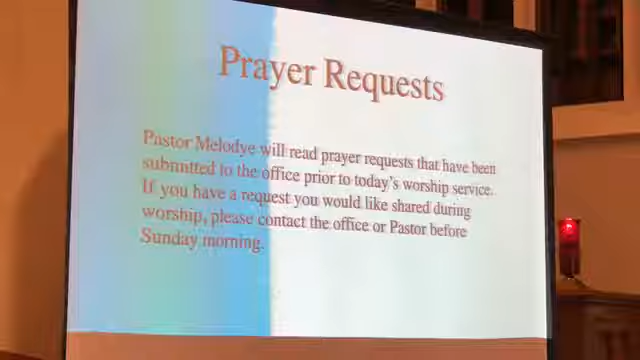 Prayer Requests
Pastor Melodye will read prayer requests that have been
submitted to the office prior to today's worship service.
If you have a request you would like shared during
worship, please contact the office or Pastor before
Sunday morning.